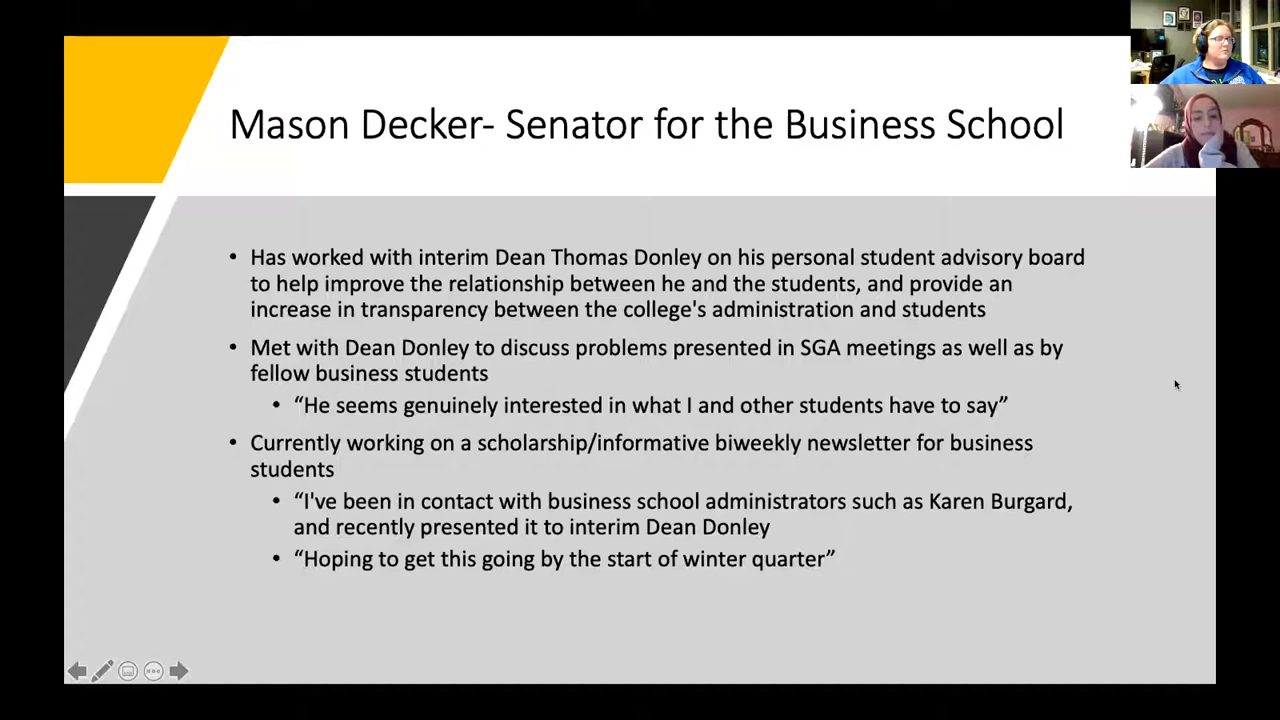 Mason Decker- Senator for the Business School
• Has worked with interim Dean Thomas Donley on his personal student advisory board
to help improve the relationship between he and the students, and provide an
increase in transparency between the college's administration and students
• Met with Dean Donley to discuss problems presented in SGA meetings as well as by
fellow business students
• “He seems genuinely interested in what I and other students have to say”
• Currently working on a scholarship/informative biweekly newsletter for business
students
• “I've been in contact with business school administrators such as Karen Burgard,
and recently presented it to interim Dean Donley
• “Hoping to get this going by the start of winter quarter”